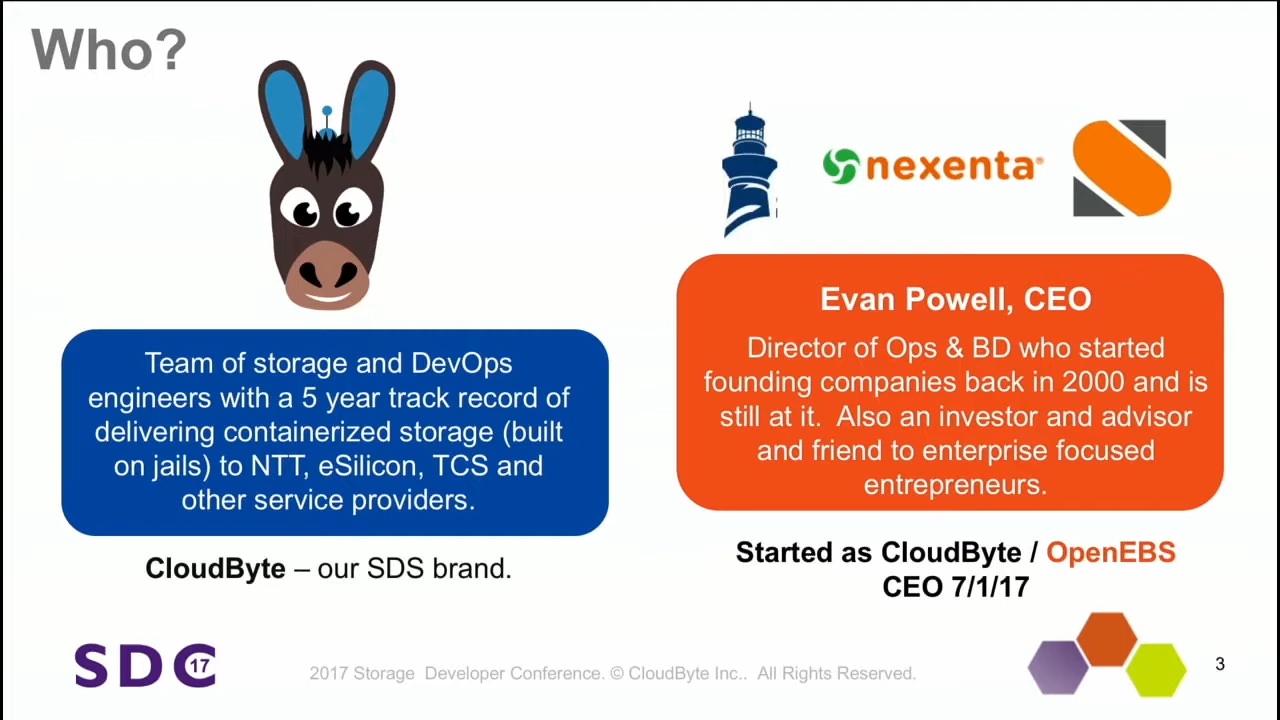 Who?
nexenta®
Team of storage and DevOps
engineers with a 5 year track record of
delivering containerized storage (built
on jails) to NTT, eSilicon, TCS and
other service providers.
CloudByte – our SDS brand.
Evan Powell, CEO
Director of Ops & BD who started
founding companies back in 2000 and is
still at it.  Also an investor and advisor
and friend to enterprise focused
entrepreneurs.
Started as CloudByte / OpenEBS
CEO 7/1/17
SDC 17
2017 Storage  Developer Conference. © CloudByte Inc..  All Rights Reserved.
3